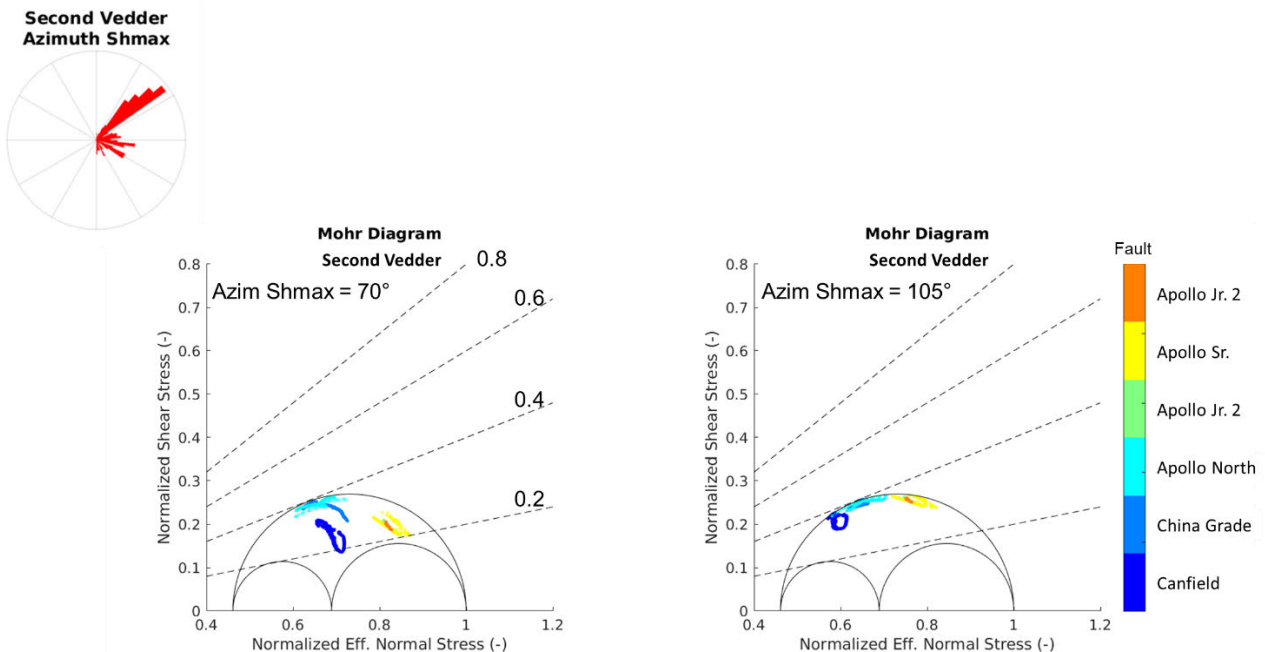 Second Vedder
Azimuth Shmax
Mohr Diagram
Second Vedder
Azim Shmax = 70°
0.8
0.6
0.4
0.2
Normalized Shear Stress (-)
0.8
0.7
0.6
0.5
0.4
0.3
0.2
0.1
0
0.4 0.6 0.8 1 1.2
Normalized Eff. Normal Stress (-)
Mohr Diagram
Second Vedder
Azim Shmax = 105°
Normalized Shear Stress (-)
0.8
0.7
0.6
0.5
0.4
0.3
0.2
0.1
0
0.4 0.6 0.8 1 1.2
Normalized Eff. Normal Stress (-)
Fault
Apollo Jr. 2
Apollo Sr.
Apollo Jr. 2
Apollo North
China Grade
Canfield